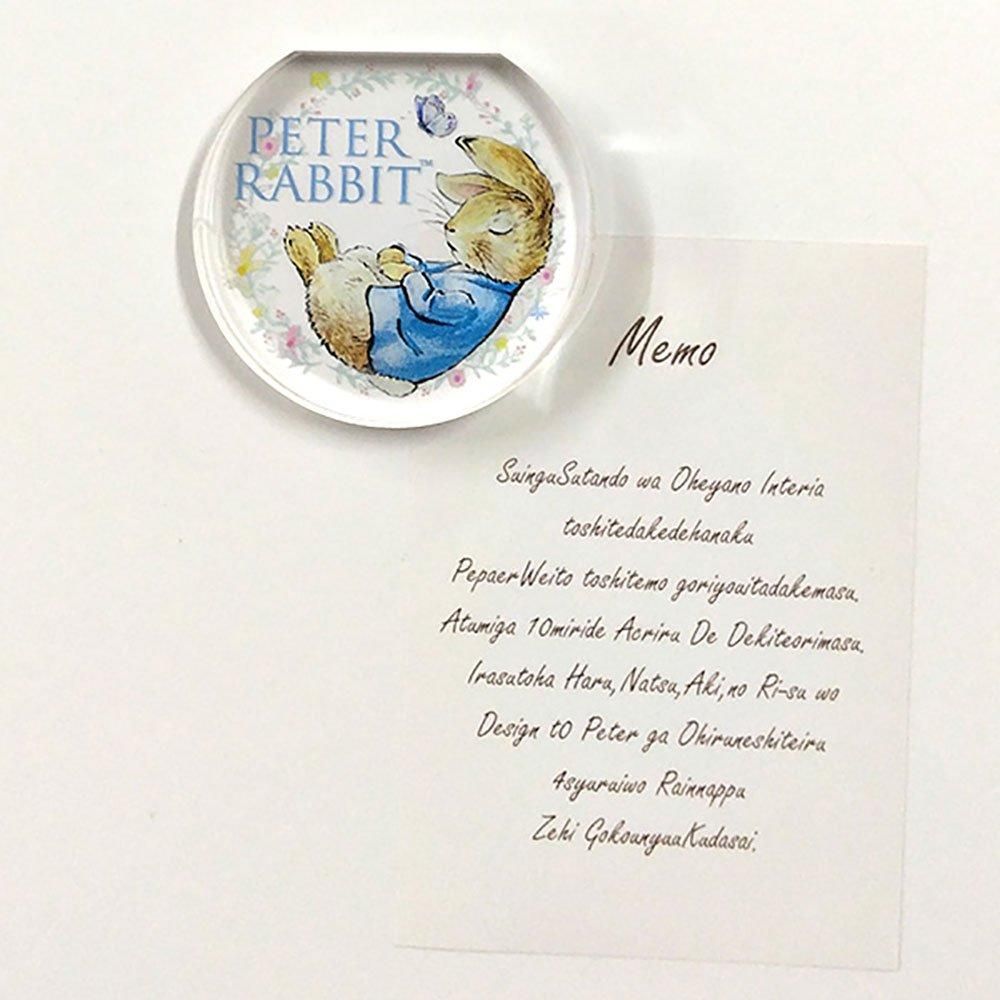 PETER
RABBIT™
Memo
SuinguSutando wa Oheyano Interia
toshitedakedehanaku
PepaerWeito toshitemo goriyouitadakemasu.
Atumiga 10miride Acriru De Dekiteorimasu.
Irasutoha Haru,Natsu,Aki,no Ri-su wo
Design tO Peter ga Ohiruneshiteiru
4syuruiwo Rainnappu
Zehi GokounyuuKudasai.